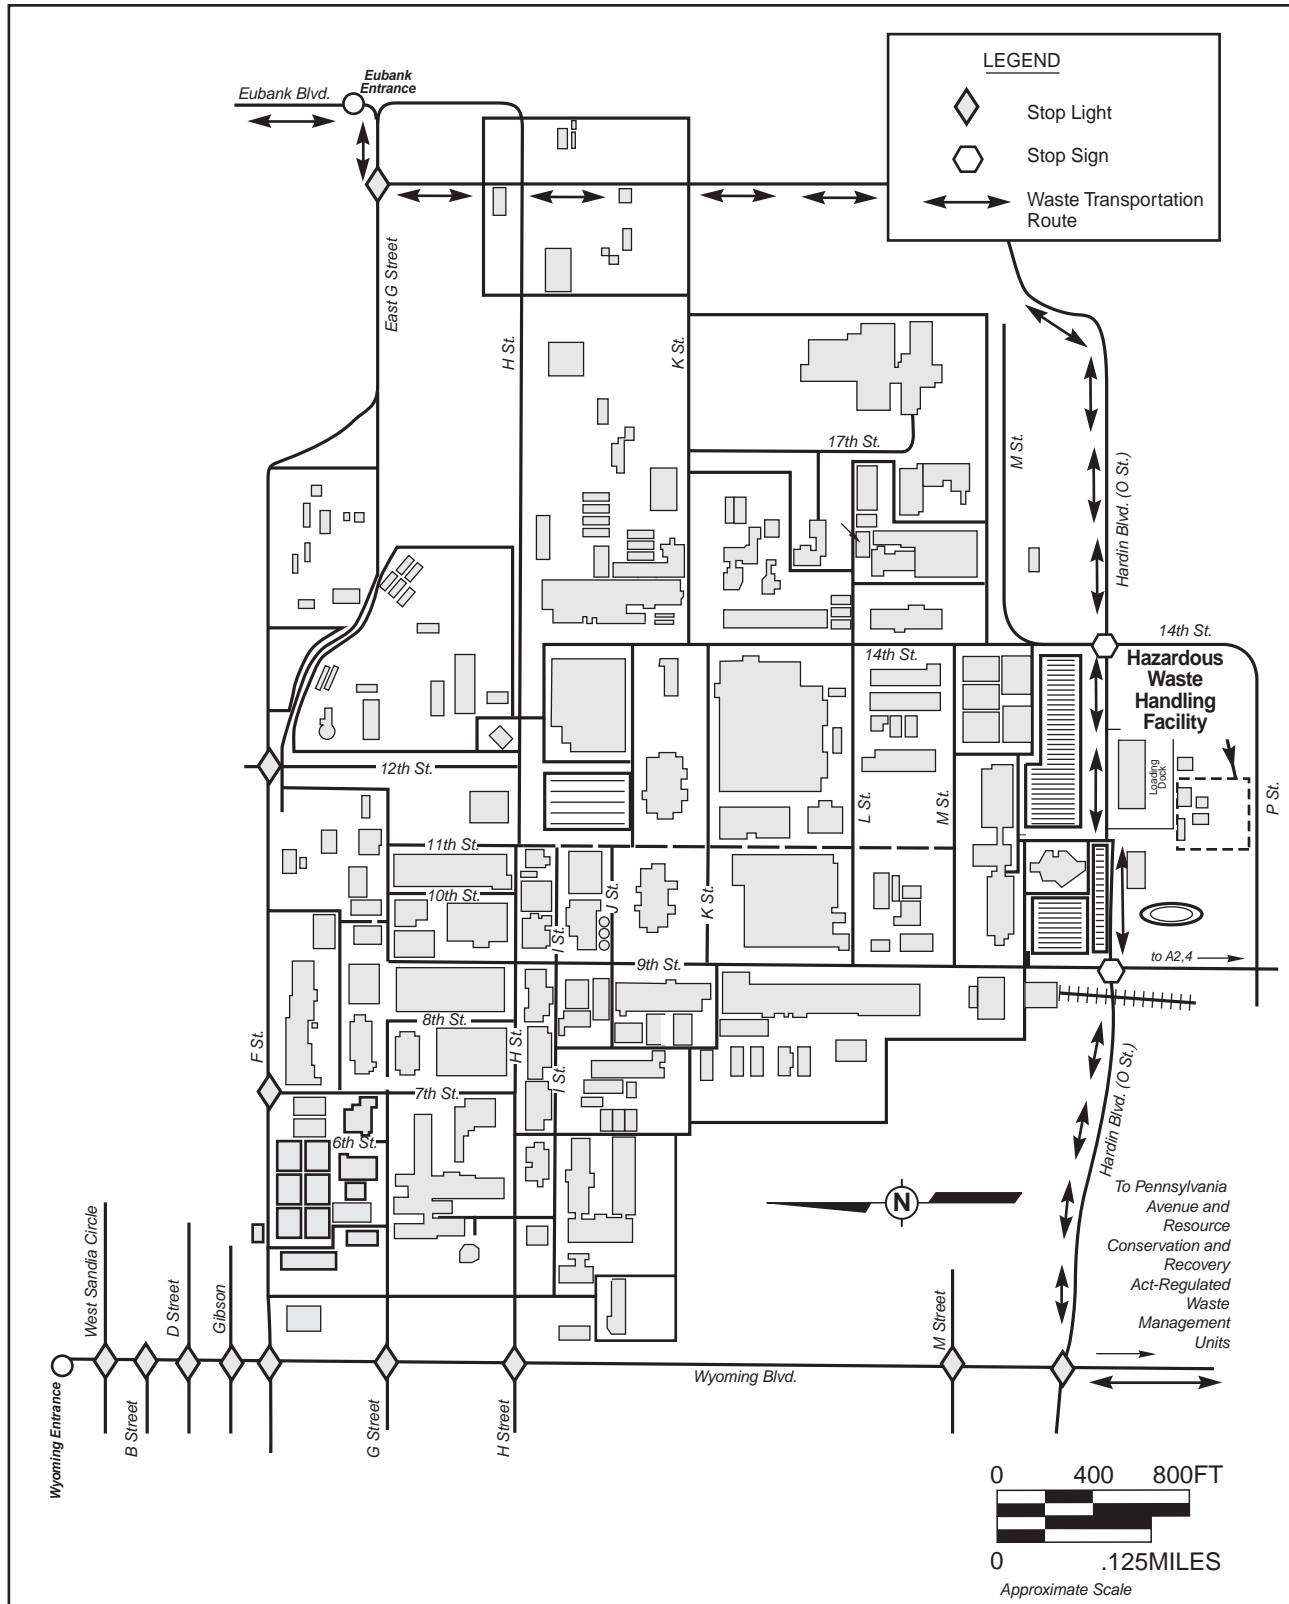 LEGEND
Stop Light
Stop Sign
Waste Transportation
Route
Eubank
Entrance
Eubank Blvd.
East G Street
H St.
K St.
17th St.
M St.
Hardin Blvd. (O St.)
14th St.
14th St.
Hazardous
Waste
Handling
Facility
Loading
Dock
P St.
12th St.
L St.
M St.
11th St.
10th St.
J St.
K St.
I St.
9th St.
to A2,4
8th St.
F St.
H St.
I St.
7th St.
6th St.
Hardin Blvd. (O St.)
N
To Pennsylvania
Avenue and
Resource
Conservation and
Recovery
Act-Regulated
Waste
Management
Units
West Sandia Circle
D Street
Gibson
M Street
Wyoming Blvd.
Wyoming Entrance
B Street
G Street
H Street
0 400 800FT
0 .125MILES
Approximate Scale